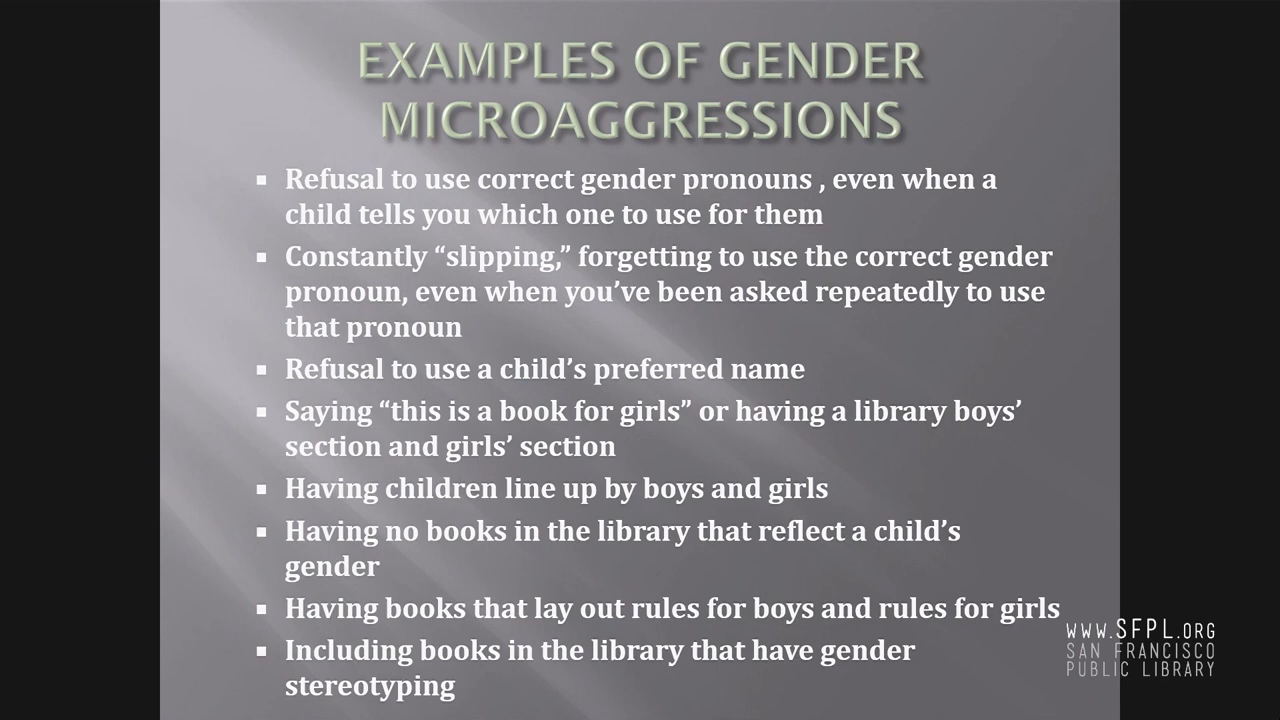 EXAMPLES OF GENDER
MICROAGGRESSIONS
▪ Refusal to use correct gender pronouns , even when a
child tells you which one to use for them
▪ Constantly “slipping,” forgetting to use the correct gender
pronoun, even when you’ve been asked repeatedly to use
that pronoun
▪ Refusal to use a child’s preferred name
▪ Saying “this is a book for girls” or having a library boys’
section and girls’ section
▪ Having children line up by boys and girls
▪ Having no books in the library that reflect a child’s
gender
▪ Having books that lay out rules for boys and rules for girls
▪ Including books in the library that have gender
stereotyping
WWW.SFPL.ORG
SAN FRANCISCO
PUBLIC LIBRARY